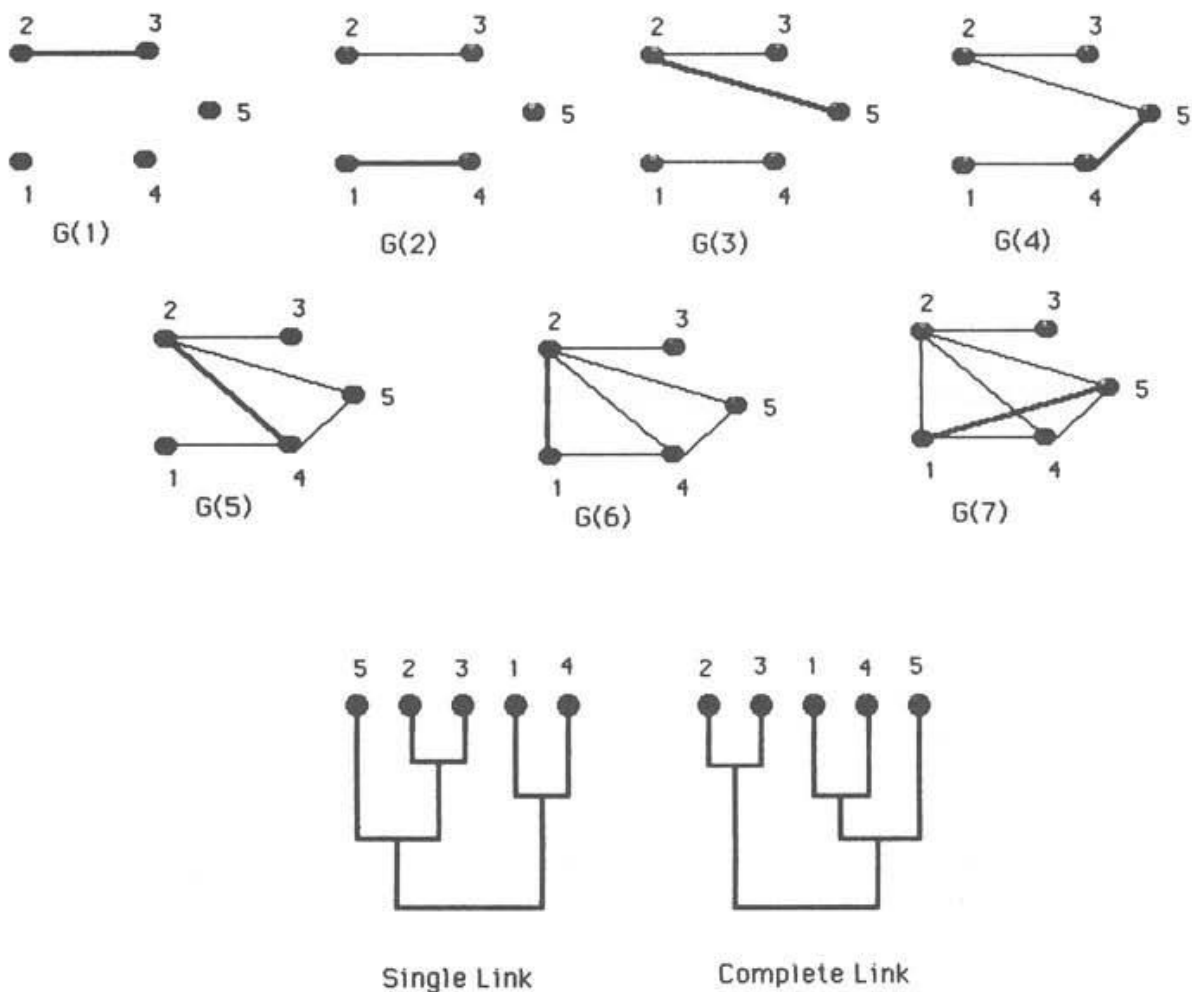 2 3 2 3 2 3 2 3
5 5 5 5
1 4 1 4 1 4 1 4
G(1) G(2) G(3) G(4)
2 3 2 3 2 3
5 5 5
1 4 1 4 1 4
G(5) G(6) G(7)
5 2 3 1 4 2 3 1 4 5
Single Link Complete Link